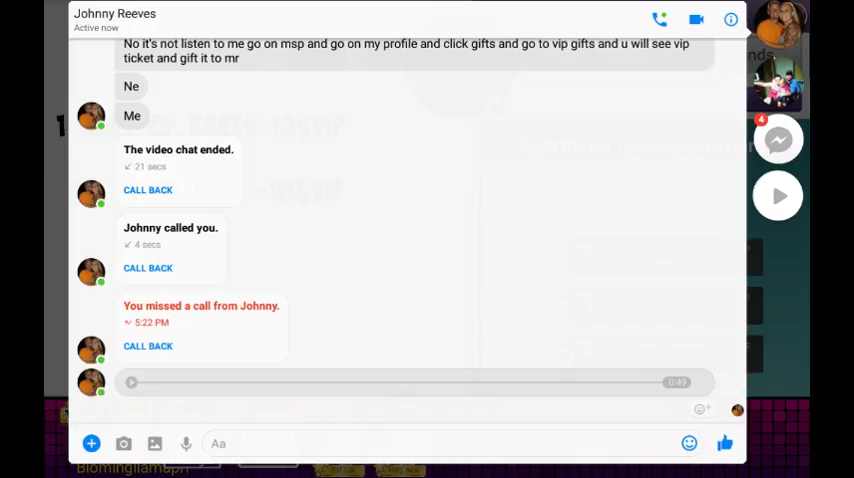 Johnny Reeves
Active now
No it's not listen to me go on msp and go on my profile and click gifts and go to vip gifts and u will see vip
ticket and gift it to mr
Ne
Me
The video chat ended.
21 secs
CALL BACK
Johnny called you.
4 secs
CALL BACK
You missed a call from Johnny.
5:22 PM
CALL BACK
0:49
Aa
4